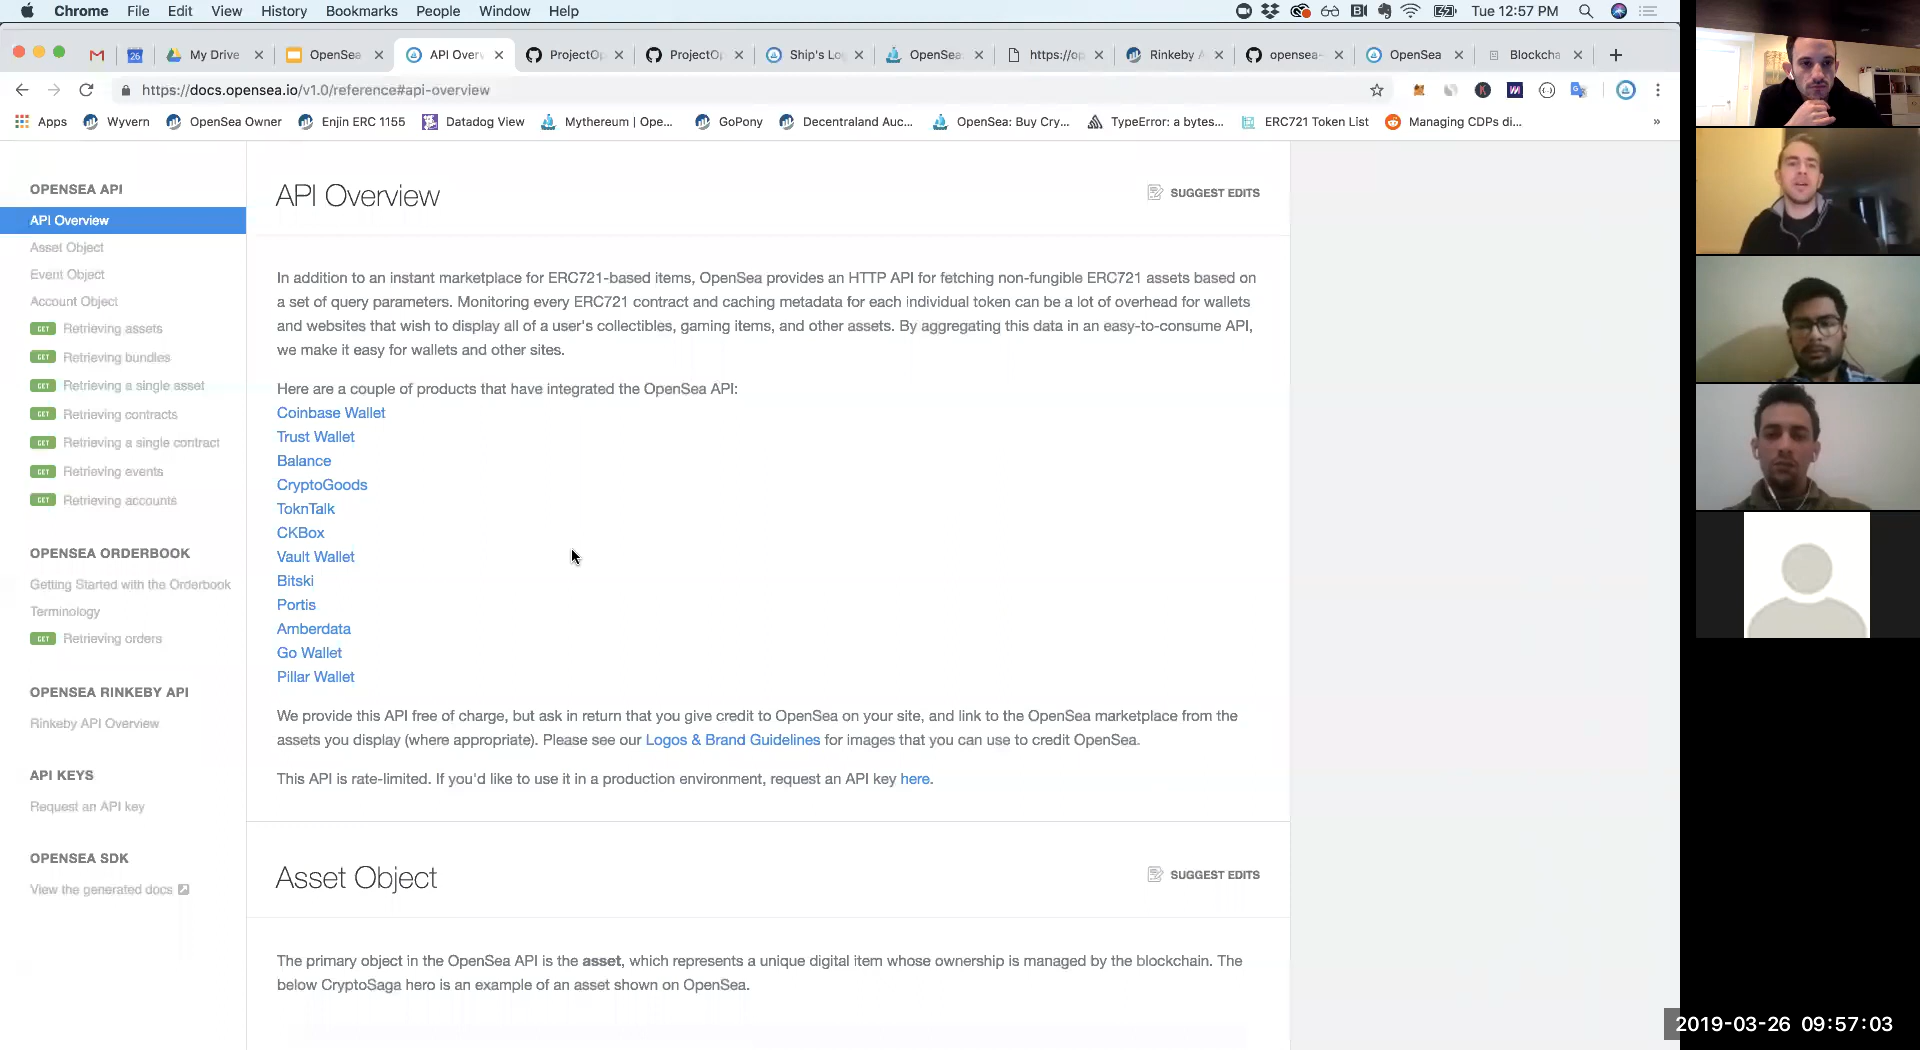 Chrome File Edit View History Bookmarks People Window Help
Tue 12:57 PM
26 My Drive OpenSea API Over ProjectOp ProjectO Ship's Lo OpenSea https://op Rinkeby A opensea- OpenSea Blockcha
https://docs.opensea.io/v1.0/reference#api-overview
Apps Wyvern OpenSea Owner Enjin ERC 1155 Datadog View Mythereum | Ope... GoPony Decentraland Auc... OpenSea: Buy Cry... TypeError: a bytes... ERC721 Token List Managing CDPs di... »
OPENSEA API
API Overview
Asset Object
Event Object
Account Object
GET Retrieving assets
GET Retrieving bundles
GET Retrieving a single asset
GET Retrieving contracts
GET Retrieving a single contract
GET Retrieving events
GET Retrieving accounts
OPENSEA ORDERBOOK
Getting Started with the Orderbook
Terminology
GET Retrieving orders
OPENSEA RINKEBY API
Rinkeby API Overview
API KEYS
Request an API key
OPENSEA SDK
View the generated docs
API Overview
SUGGEST EDITS
In addition to an instant marketplace for ERC721-based items, OpenSea provides an HTTP API for fetching non-fungible ERC721 assets based on
a set of query parameters. Monitoring every ERC721 contract and caching metadata for each individual token can be a lot of overhead for wallets
and websites that wish to display all of a user's collectibles, gaming items, and other assets. By aggregating this data in an easy-to-consume API,
we make it easy for wallets and other sites.
Here are a couple of products that have integrated the OpenSea API:
Coinbase Wallet
Trust Wallet
Balance
CryptoGoods
ToknTalk
CKBox
Vault Wallet
Bitski
Portis
Amberdata
Go Wallet
Pillar Wallet
We provide this API free of charge, but ask in return that you give credit to OpenSea on your site, and link to the OpenSea marketplace from the
assets you display (where appropriate). Please see our Logos & Brand Guidelines for images that you can use to credit OpenSea.
This API is rate-limited. If you'd like to use it in a production environment, request an API key here.
Asset Object
SUGGEST EDITS
The primary object in the OpenSea API is the asset, which represents a unique digital item whose ownership is managed by the blockchain. The
below CryptoSaga hero is an example of an asset shown on OpenSea.
2019-03-26 09:57:03